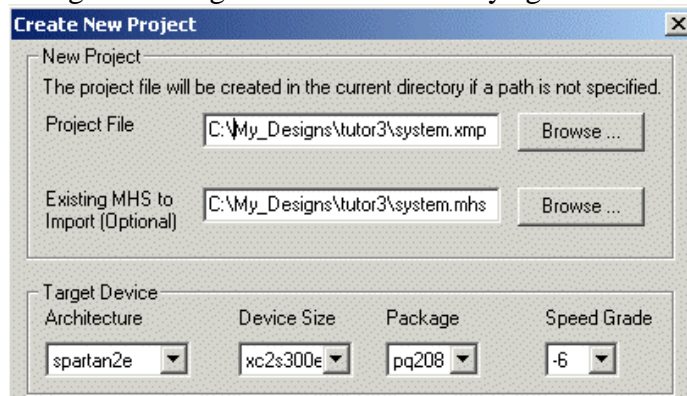 Create New Project
New Project
The project file will be created in the current directory if a path is not specified.
Project File
C:\My_Designs\tutor3\system.xmp
Browse ...
Existing MHS to
Import (Optional)
C:\My_Designs\tutor3\system.mhs
Browse ...
Target Device
Architecture
Device Size
Package
Speed Grade
spartan2e
xc2s300e
pq208
-6